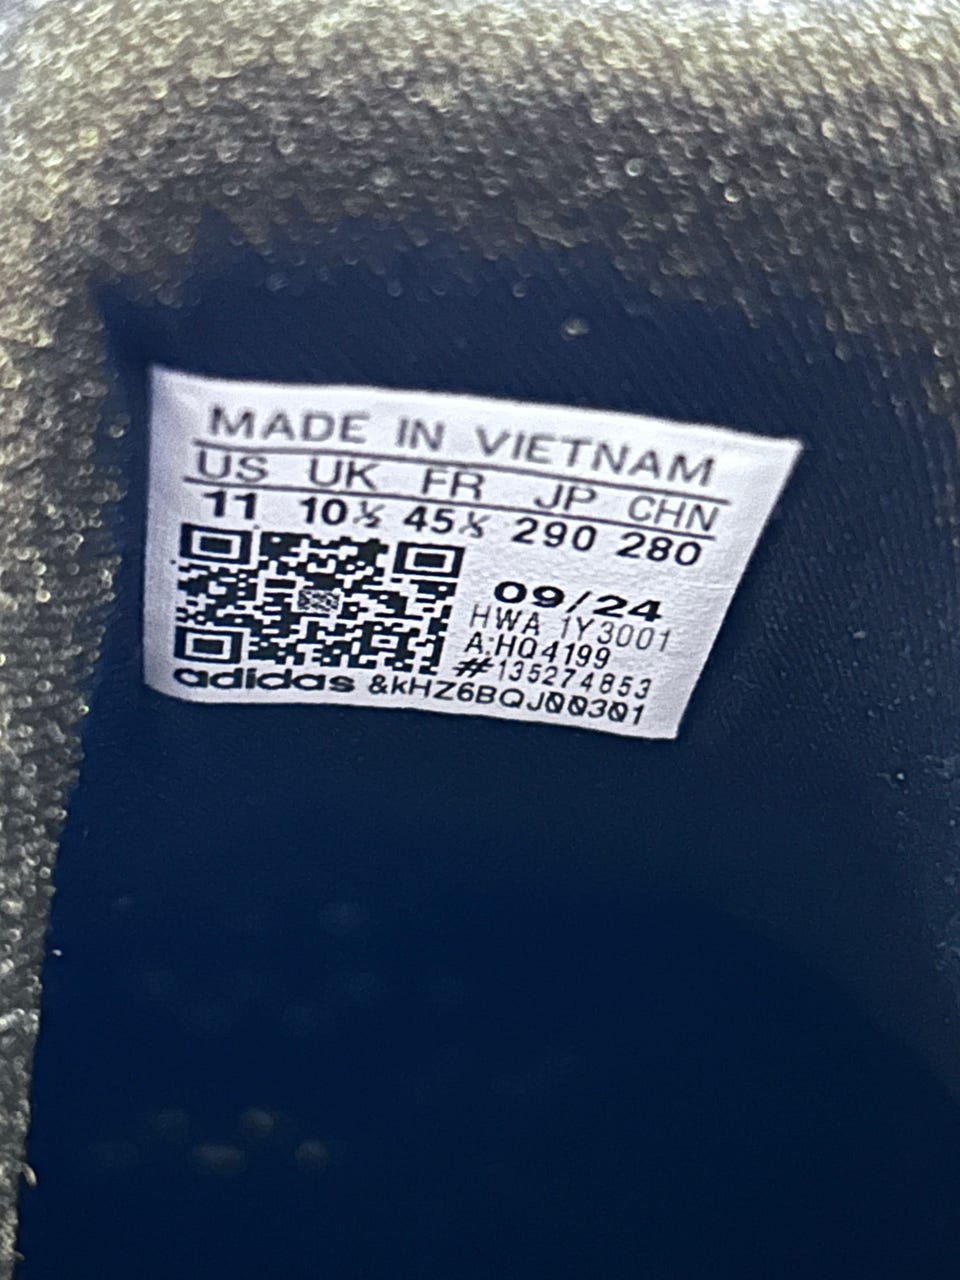 MADE IN VIETNAM
US UK FR JP CHN
11 10½ 45⅓ 290 280
09/24
HWA 1Y3001
A:HQ4199
#135274853
adidas &kHZ6BQJ00301